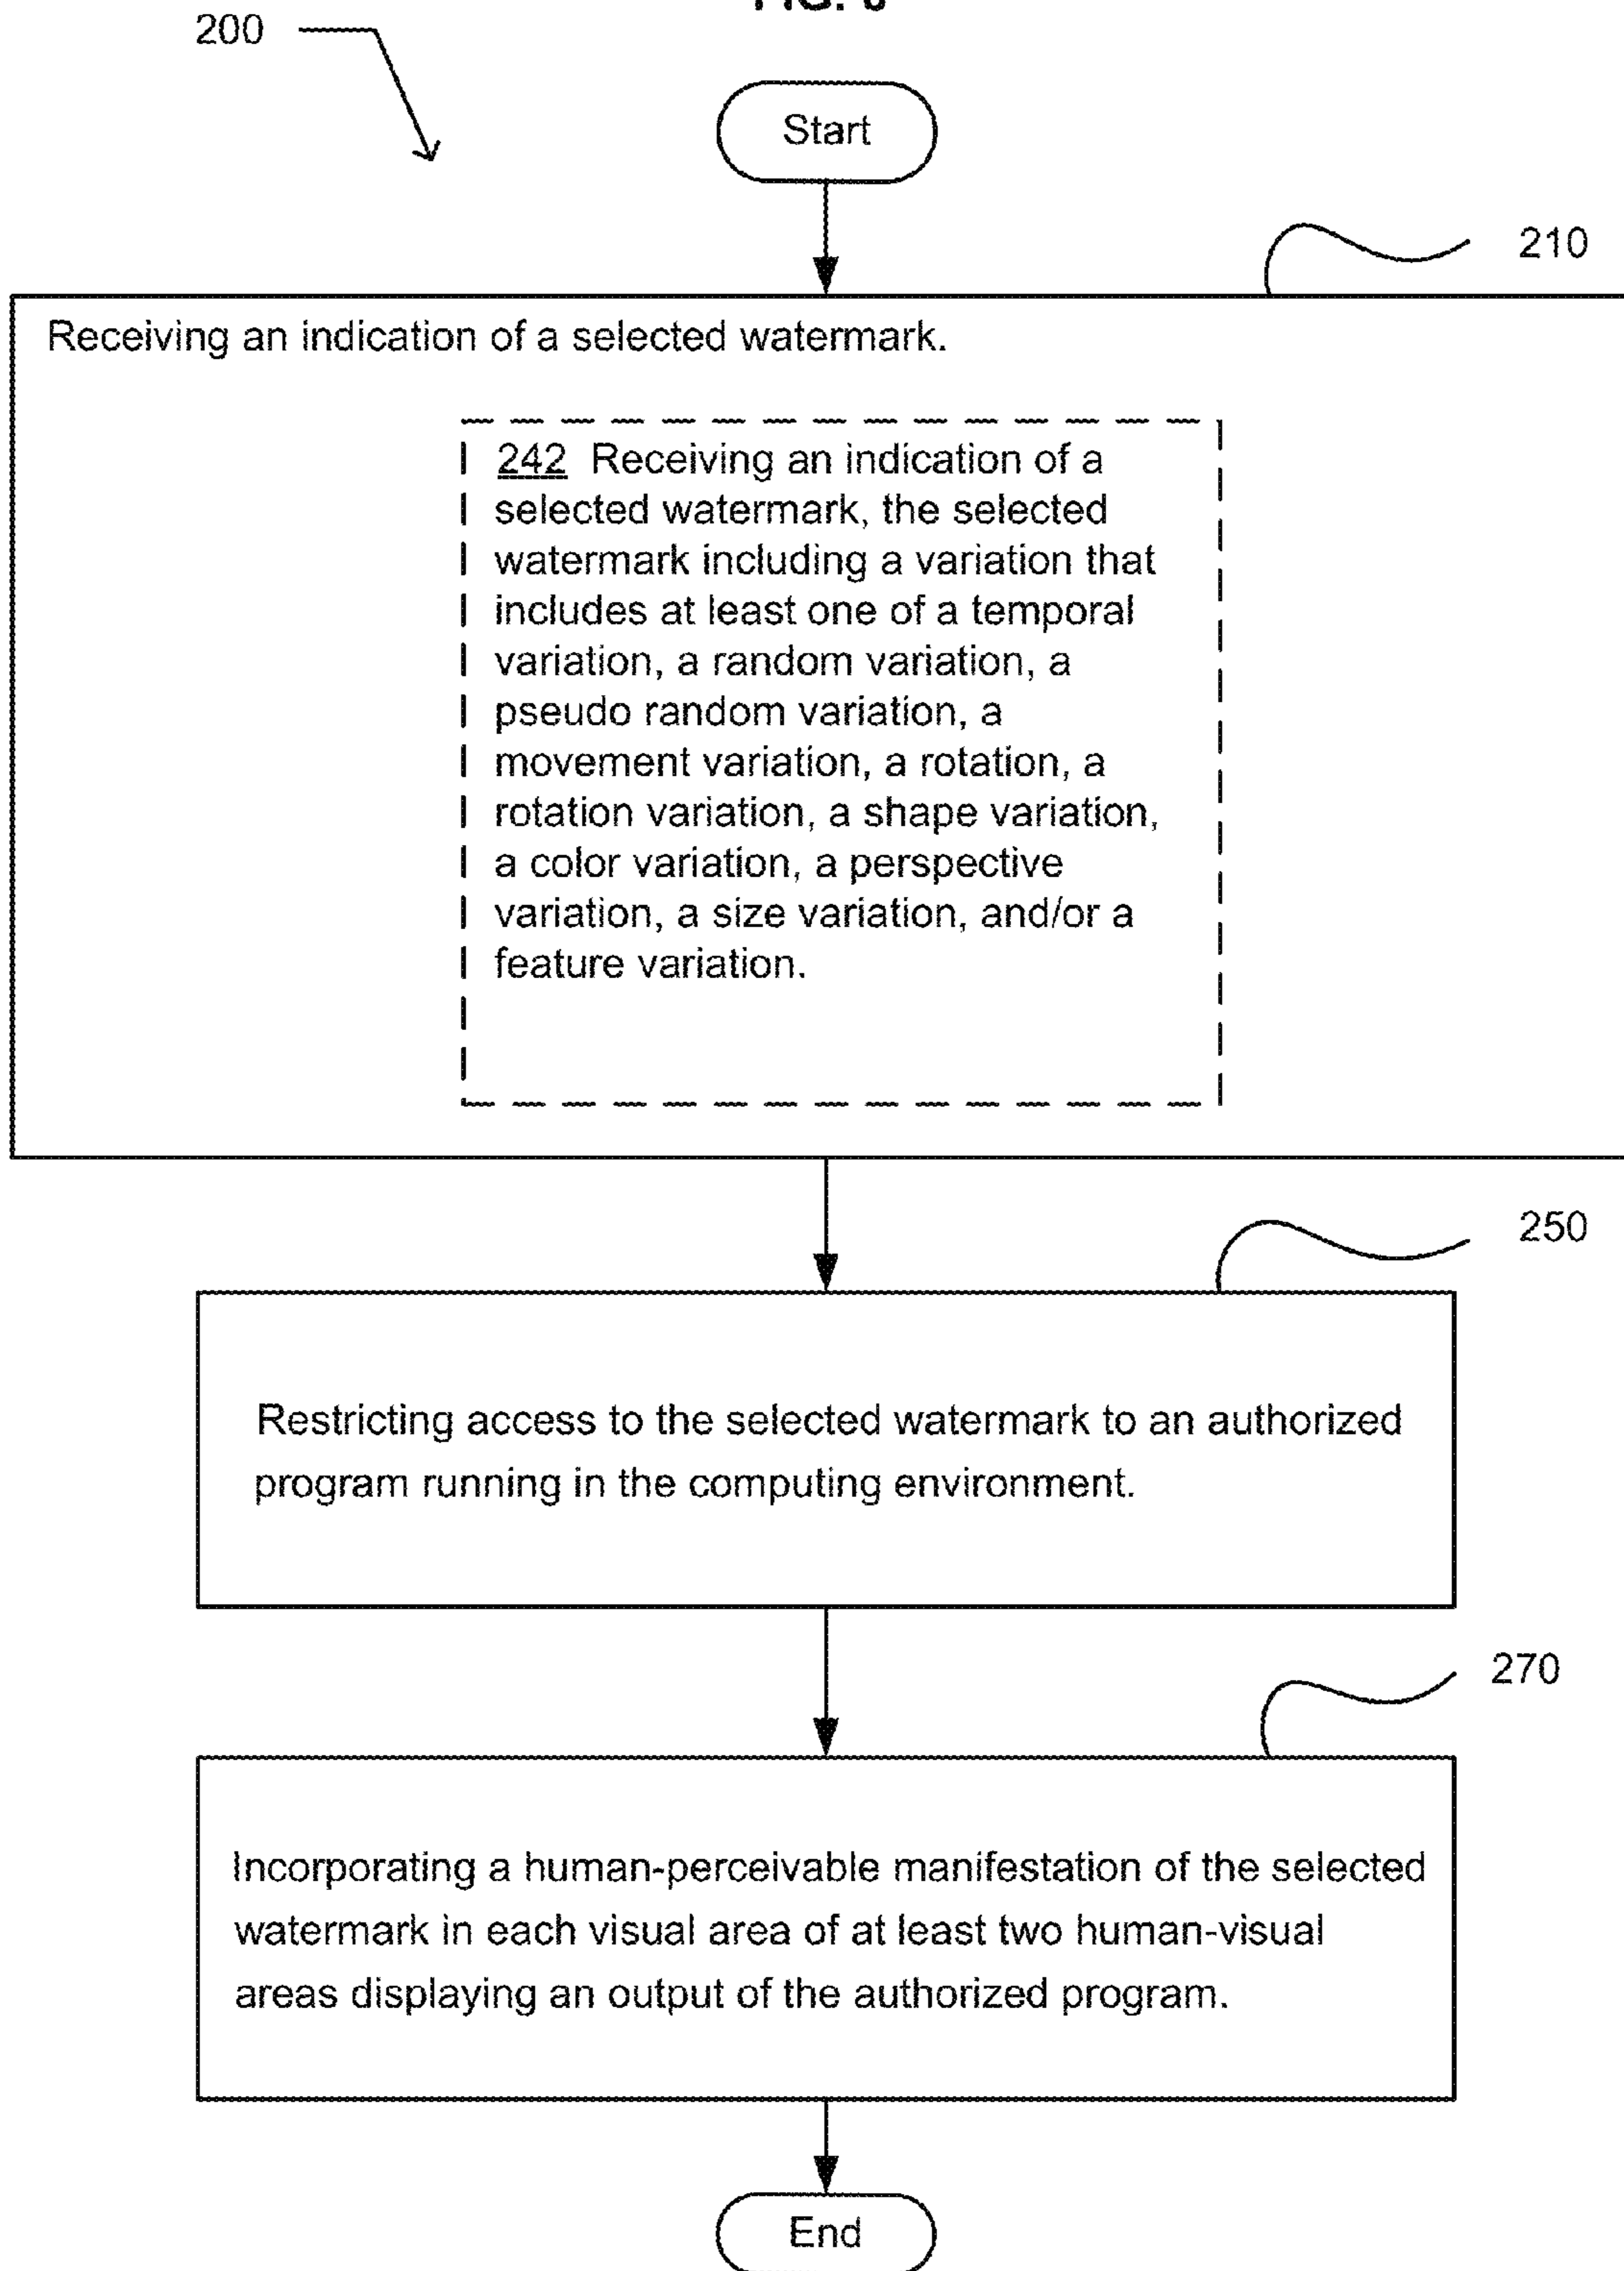 200
Start
210
Receiving an indication of a selected watermark.
242 Receiving an indication of a
selected watermark, the selected
watermark including a variation that
includes at least one of a temporal
variation, a random variation, a
pseudo random variation, a
movement variation, a rotation, a
rotation variation, a shape variation,
a color variation, a perspective
variation, a size variation, and/or a
feature variation.
250
Restricting access to the selected watermark to an authorized
program running in the computing environment.
270
Incorporating a human-perceivable manifestation of the selected
watermark in each visual area of at least two human-visual
areas displaying an output of the authorized program.
End